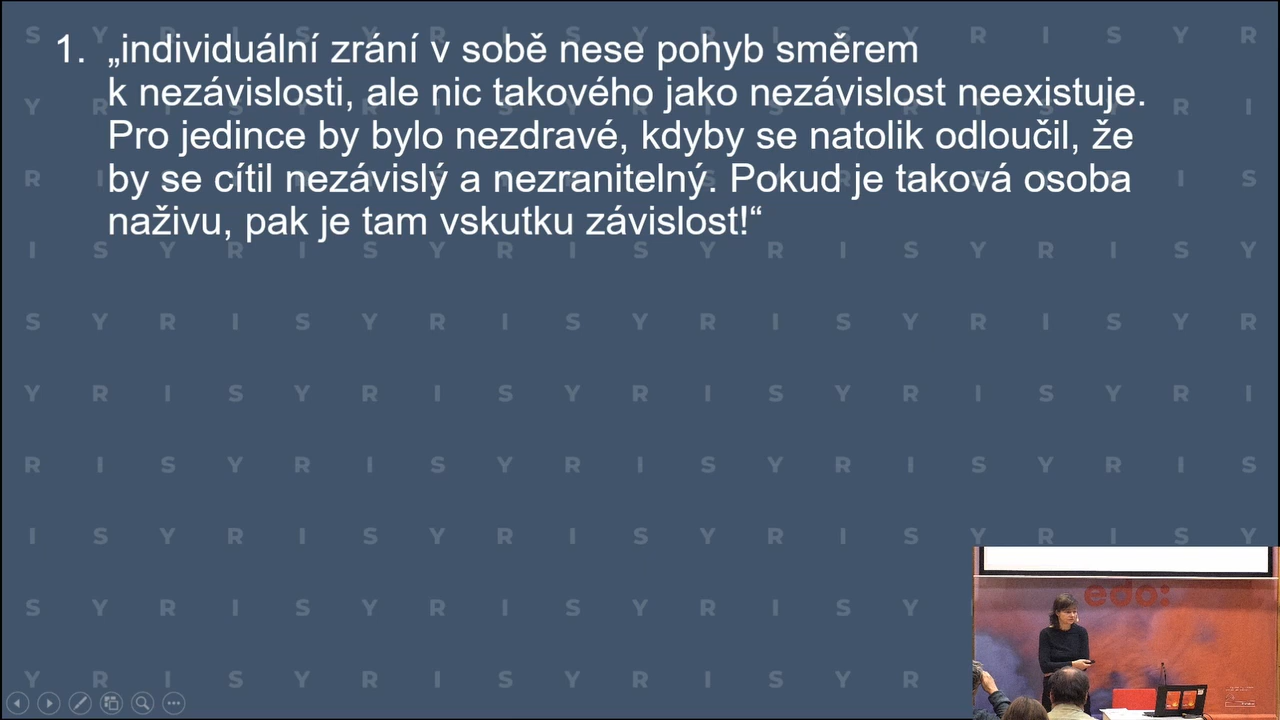 1. „individuální zrání v sobě nese pohyb směrem
k nezávislosti, ale nic takového jako nezávislost neexistuje.
Pro jedince by bylo nezdravé, kdyby se natolik odloučil, že
by se cítil nezávislý a nezranitelný. Pokud je taková osoba
naživu, pak je tam vskutku závislost!“
S Y R I S Y R I S Y R I S Y R I S Y R
Y R I S Y R I S Y R I S Y R I S Y R I
R I S Y R I S Y R I S Y R I S Y R I S
I S Y R I S Y R I S Y R I S Y R I S Y
S Y R I S Y R I S Y R I S Y R I S Y R
Y R I S Y R I S Y R I S Y R I S Y R I
R I S Y R I S Y R I S Y R I S Y R I S
I S Y R I S Y R I S Y R I S Y R I S Y
S Y R I S Y R I S Y R I S Y
Y R I S Y R I S Y R I S Y R
edo: